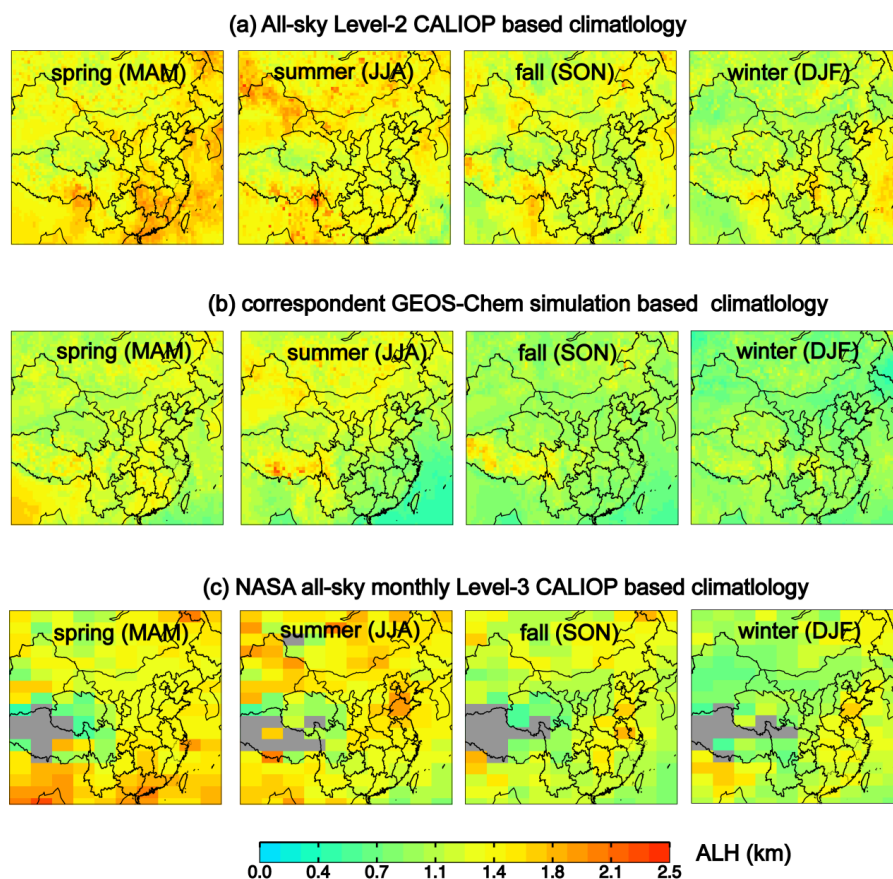 (a) All-sky Level-2 CALIOP based climatlology
spring (MAM) summer (JJA) fall (SON) winter (DJF)
(b) correspondent GEOS-Chem simulation based climatlology
spring (MAM) summer (JJA) fall (SON) winter (DJF)
(c) NASA all-sky monthly Level-3 CALIOP based climatlology
spring (MAM) summer (JJA) fall (SON) winter (DJF)
ALH (km)
0.0 0.4 0.7 1.1 1.4 1.8 2.1 2.5